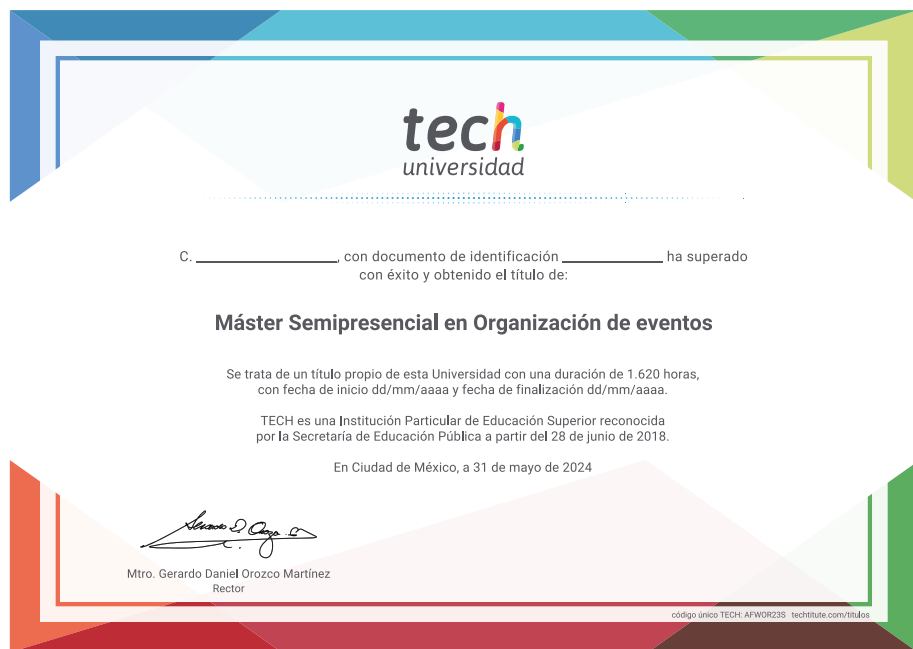 tech
universidad
C. __________________, con documento de identificación _____________ ha superado
con éxito y obtenido el título de:
Máster Semipresencial en Organización de eventos
Se trata de un título propio de esta Universidad con una duración de 1.620 horas,
con fecha de inicio dd/mm/aaaa y fecha de finalización dd/mm/aaaa.
TECH es una Institución Particular de Educación Superior reconocida
por la Secretaría de Educación Pública a partir del 28 de junio de 2018.
En Ciudad de México, a 31 de mayo de 2024
Mtro. Gerardo Daniel Orozco Martínez
Rector
código único TECH: AFWOR23S techtitute.com/titulos